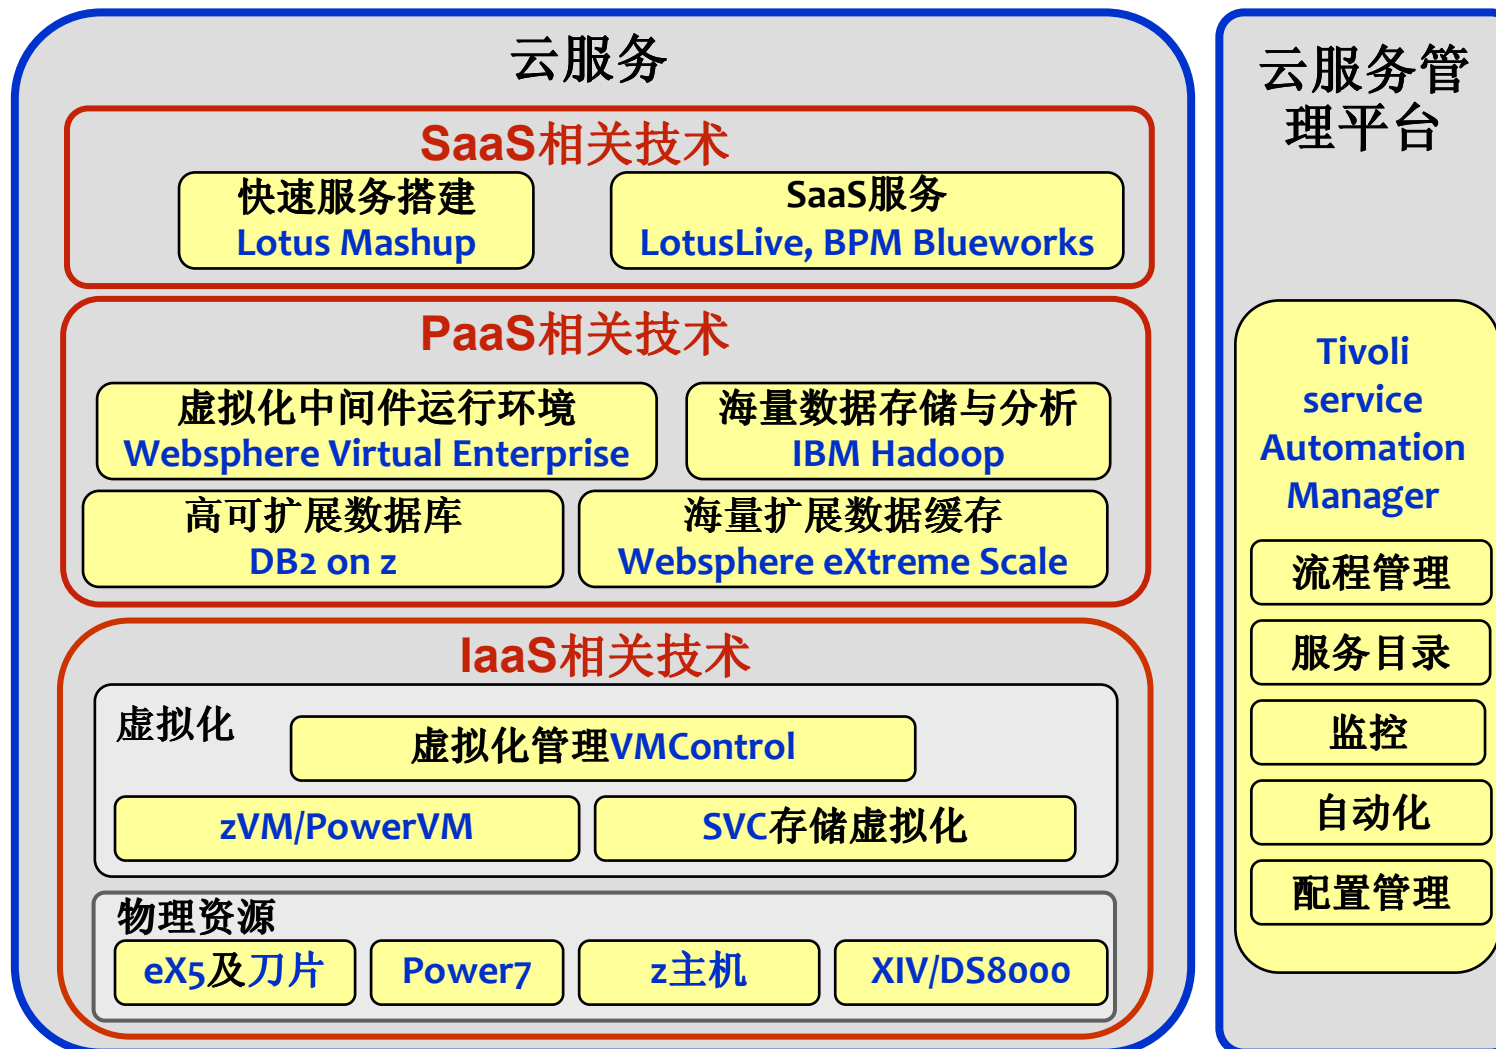 云服务
SaaS相关技术
快速服务搭建
Lotus Mashup
SaaS服务
LotusLive, BPM Blueworks
PaaS相关技术
虚拟化中间件运行环境
Websphere Virtual Enterprise
海量数据存储与分析
IBM Hadoop
高可扩展数据库
DB2 on z
海量扩展数据缓存
Websphere eXtreme Scale
IaaS相关技术
虚拟化
虚拟化管理VMControl
zVM/PowerVM
SVC存储虚拟化
物理资源
eX5及刀片
Power7
z主机
XIV/DS8000
云服务管
理平台
Tivoli
service
Automation
Manager
流程管理
服务目录
监控
自动化
配置管理